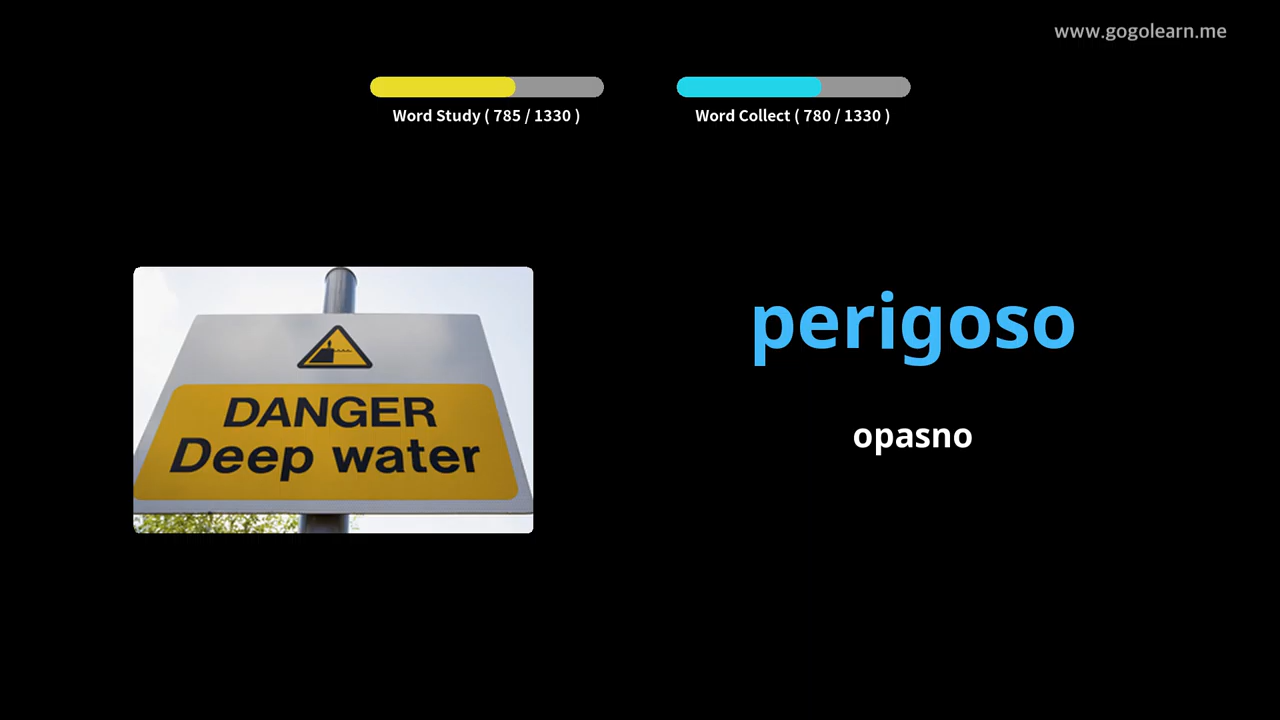 www.gogolearn.me
Word Study ( 785 / 1330 )
Word Collect ( 780 / 1330 )
DANGER
Deep water
perigoso
opasno